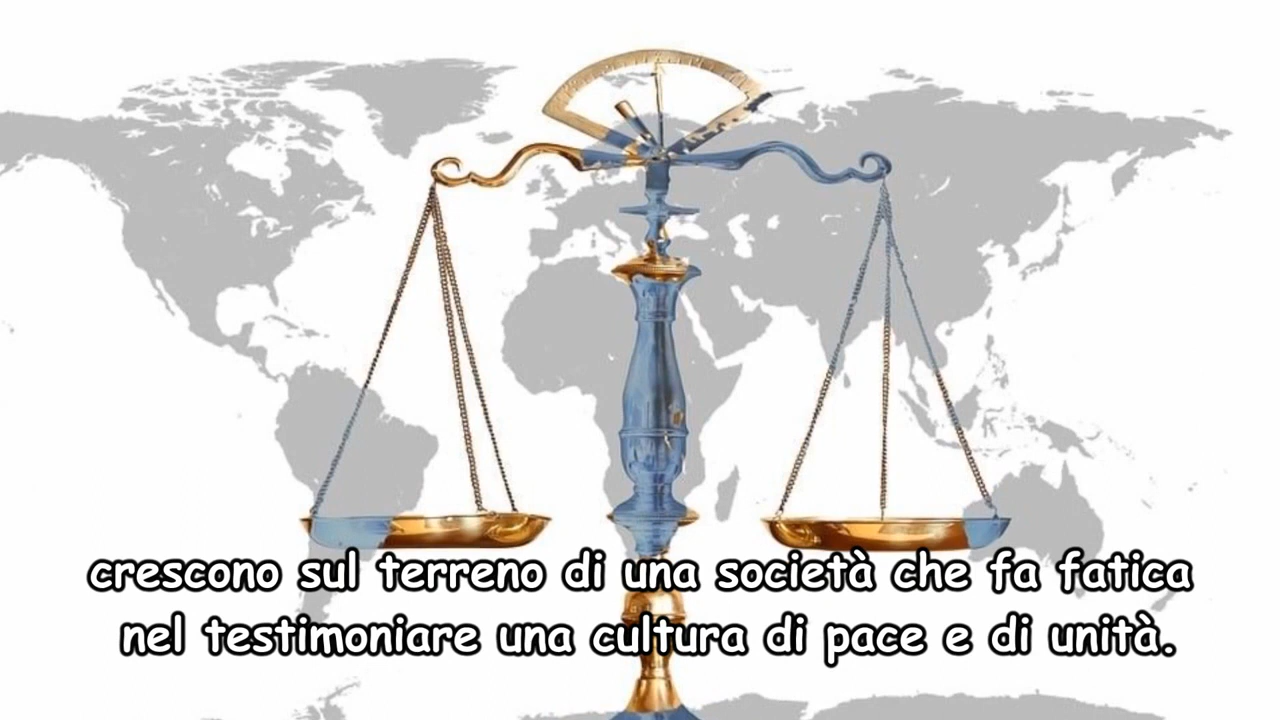 crescono sul terreno di una società che fa fatica
nel testimoniare una cultura di pace e di unità.